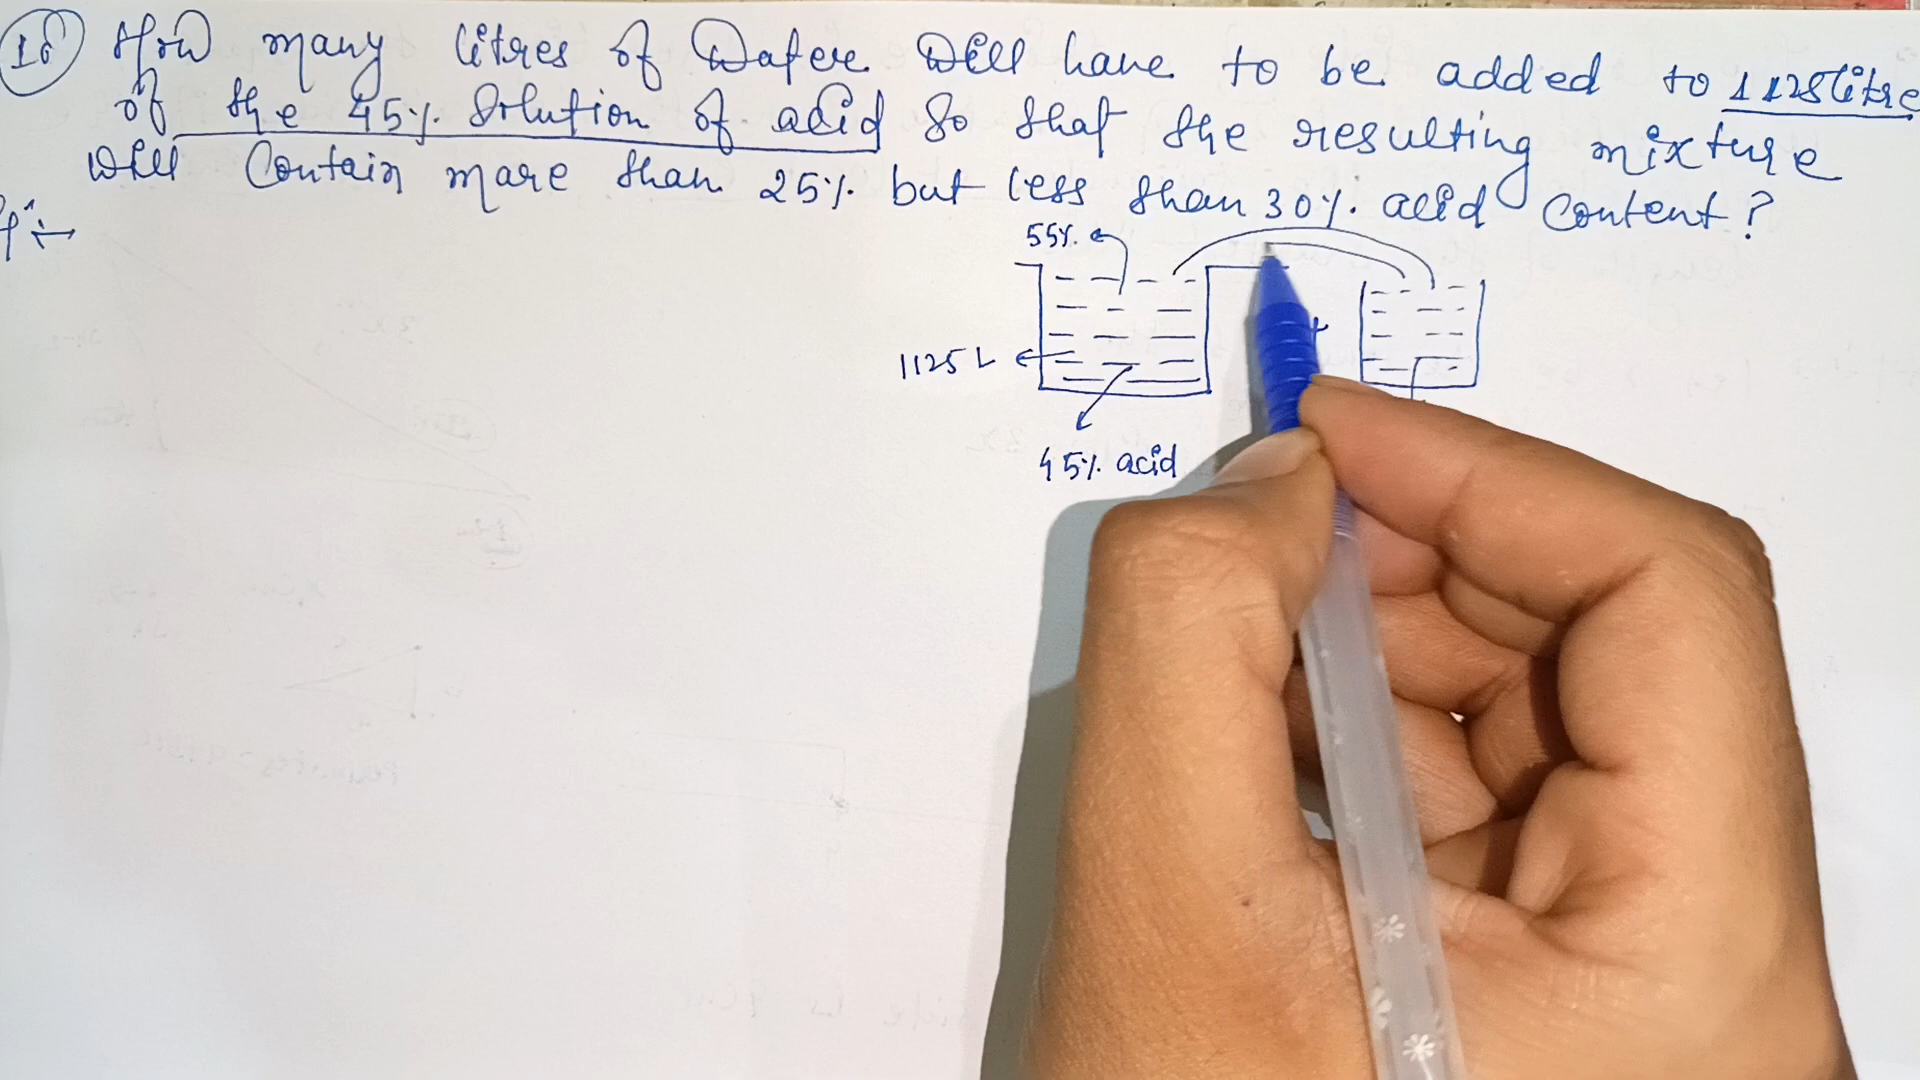 18 How many litres of Water Will have to be added to 1125 litre
of the 45% Solution of acid So that the resulting mixture
Will Contain more than 25% but less than 30% acid Content?
55%
1125 L
+
45% acid